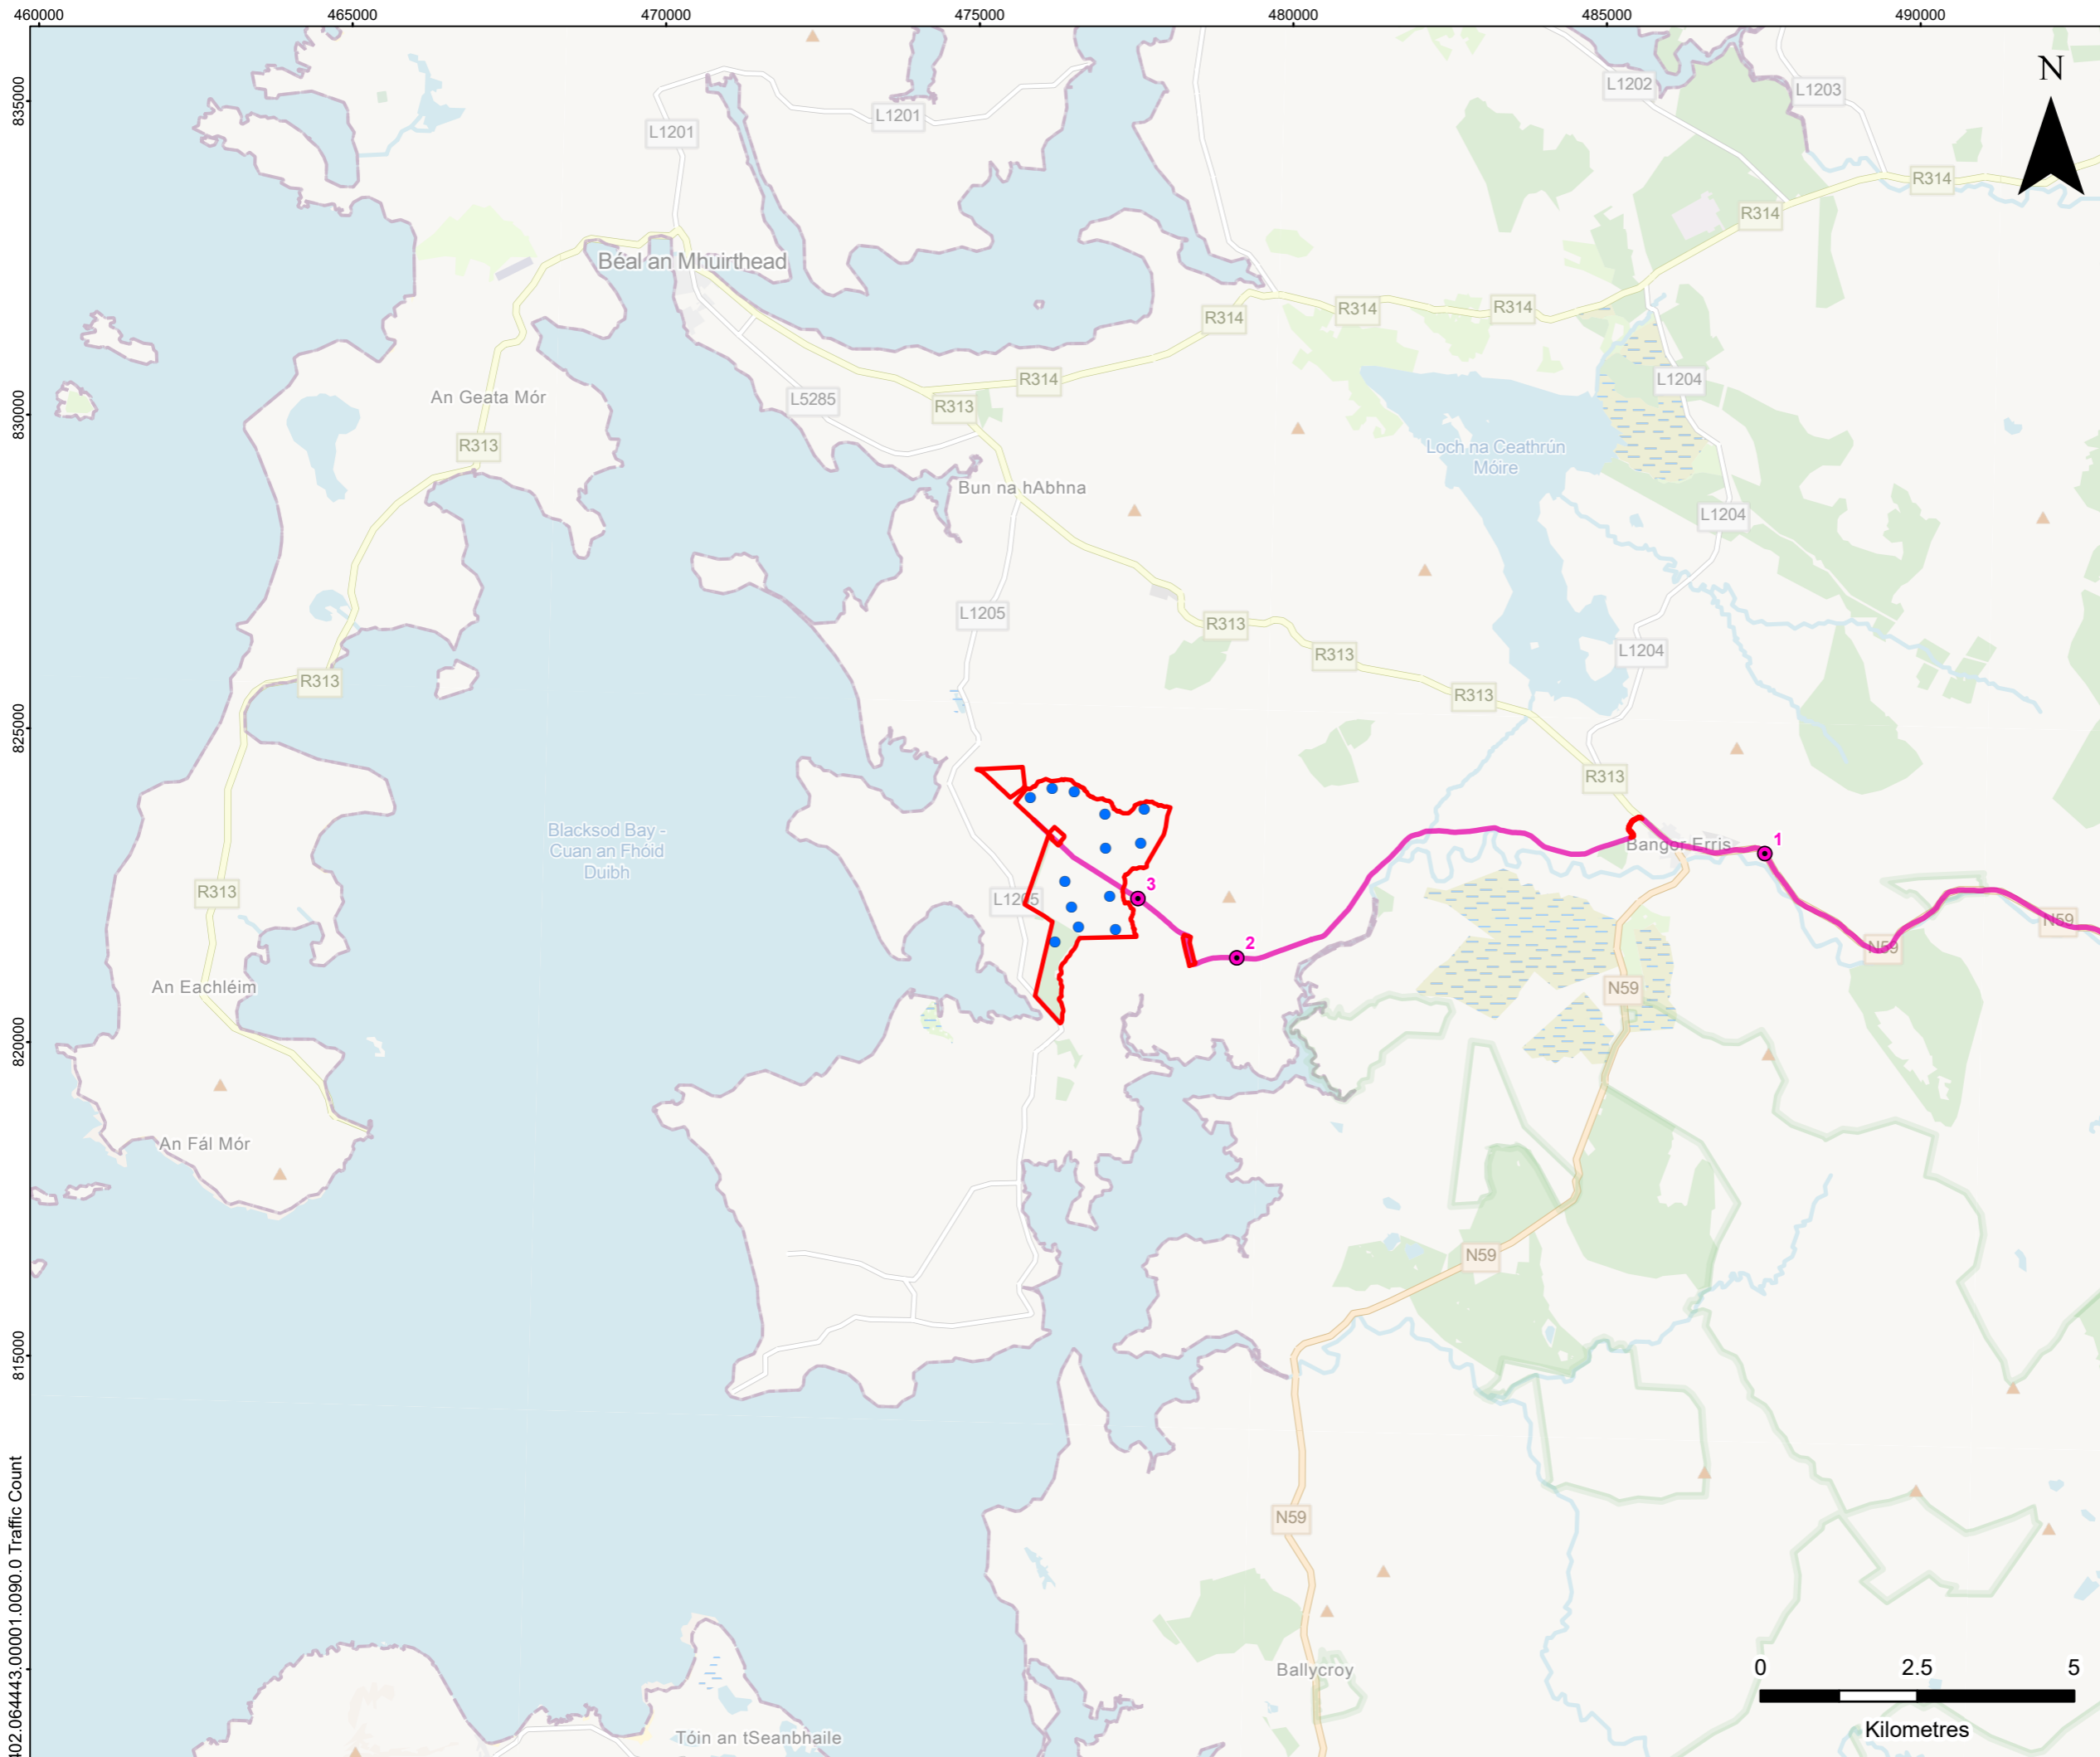 460000
465000
470000
475000
480000
485000
490000
835000
830000
825000
820000
815000
N
L1202
L1203
L1201
L1201
R314
R314
Béal an Mhuirthead
R314
R314
R314
R314
L1204
L5285
R313
An Geata Mór
R313
Loch na Ceathrún
Móire
Bun na hAbhna
L1204
L1205
R313
R313
L1204
R313
R313
R313
Blacksod Bay -
Cuan an Fhóid
Duibh
Bangor Erris
1
R313
L1205
3
N59
N59
2
An Eachléim
N59
An Fál Mór
N59
N59
Ballycroy
Tóin an tSeanbhaile
0
2.5
5
Kilometres
402.064443.00001.0090.0 Traffic Count